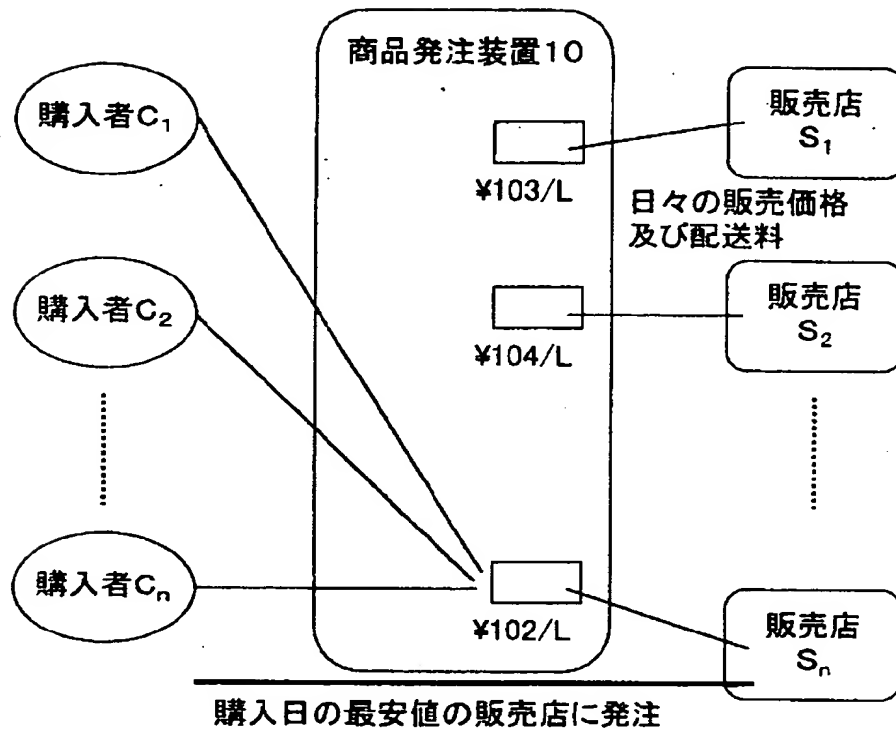 商品発注装置10
購入者C₁
販売店
S₁
¥103/L
日々の販売価格
及び配送料
購入者C₂
販売店
S₂
¥104/L
購入者Cₙ
¥102/L
販売店
Sₙ
購入日の最安値の販売店に発注